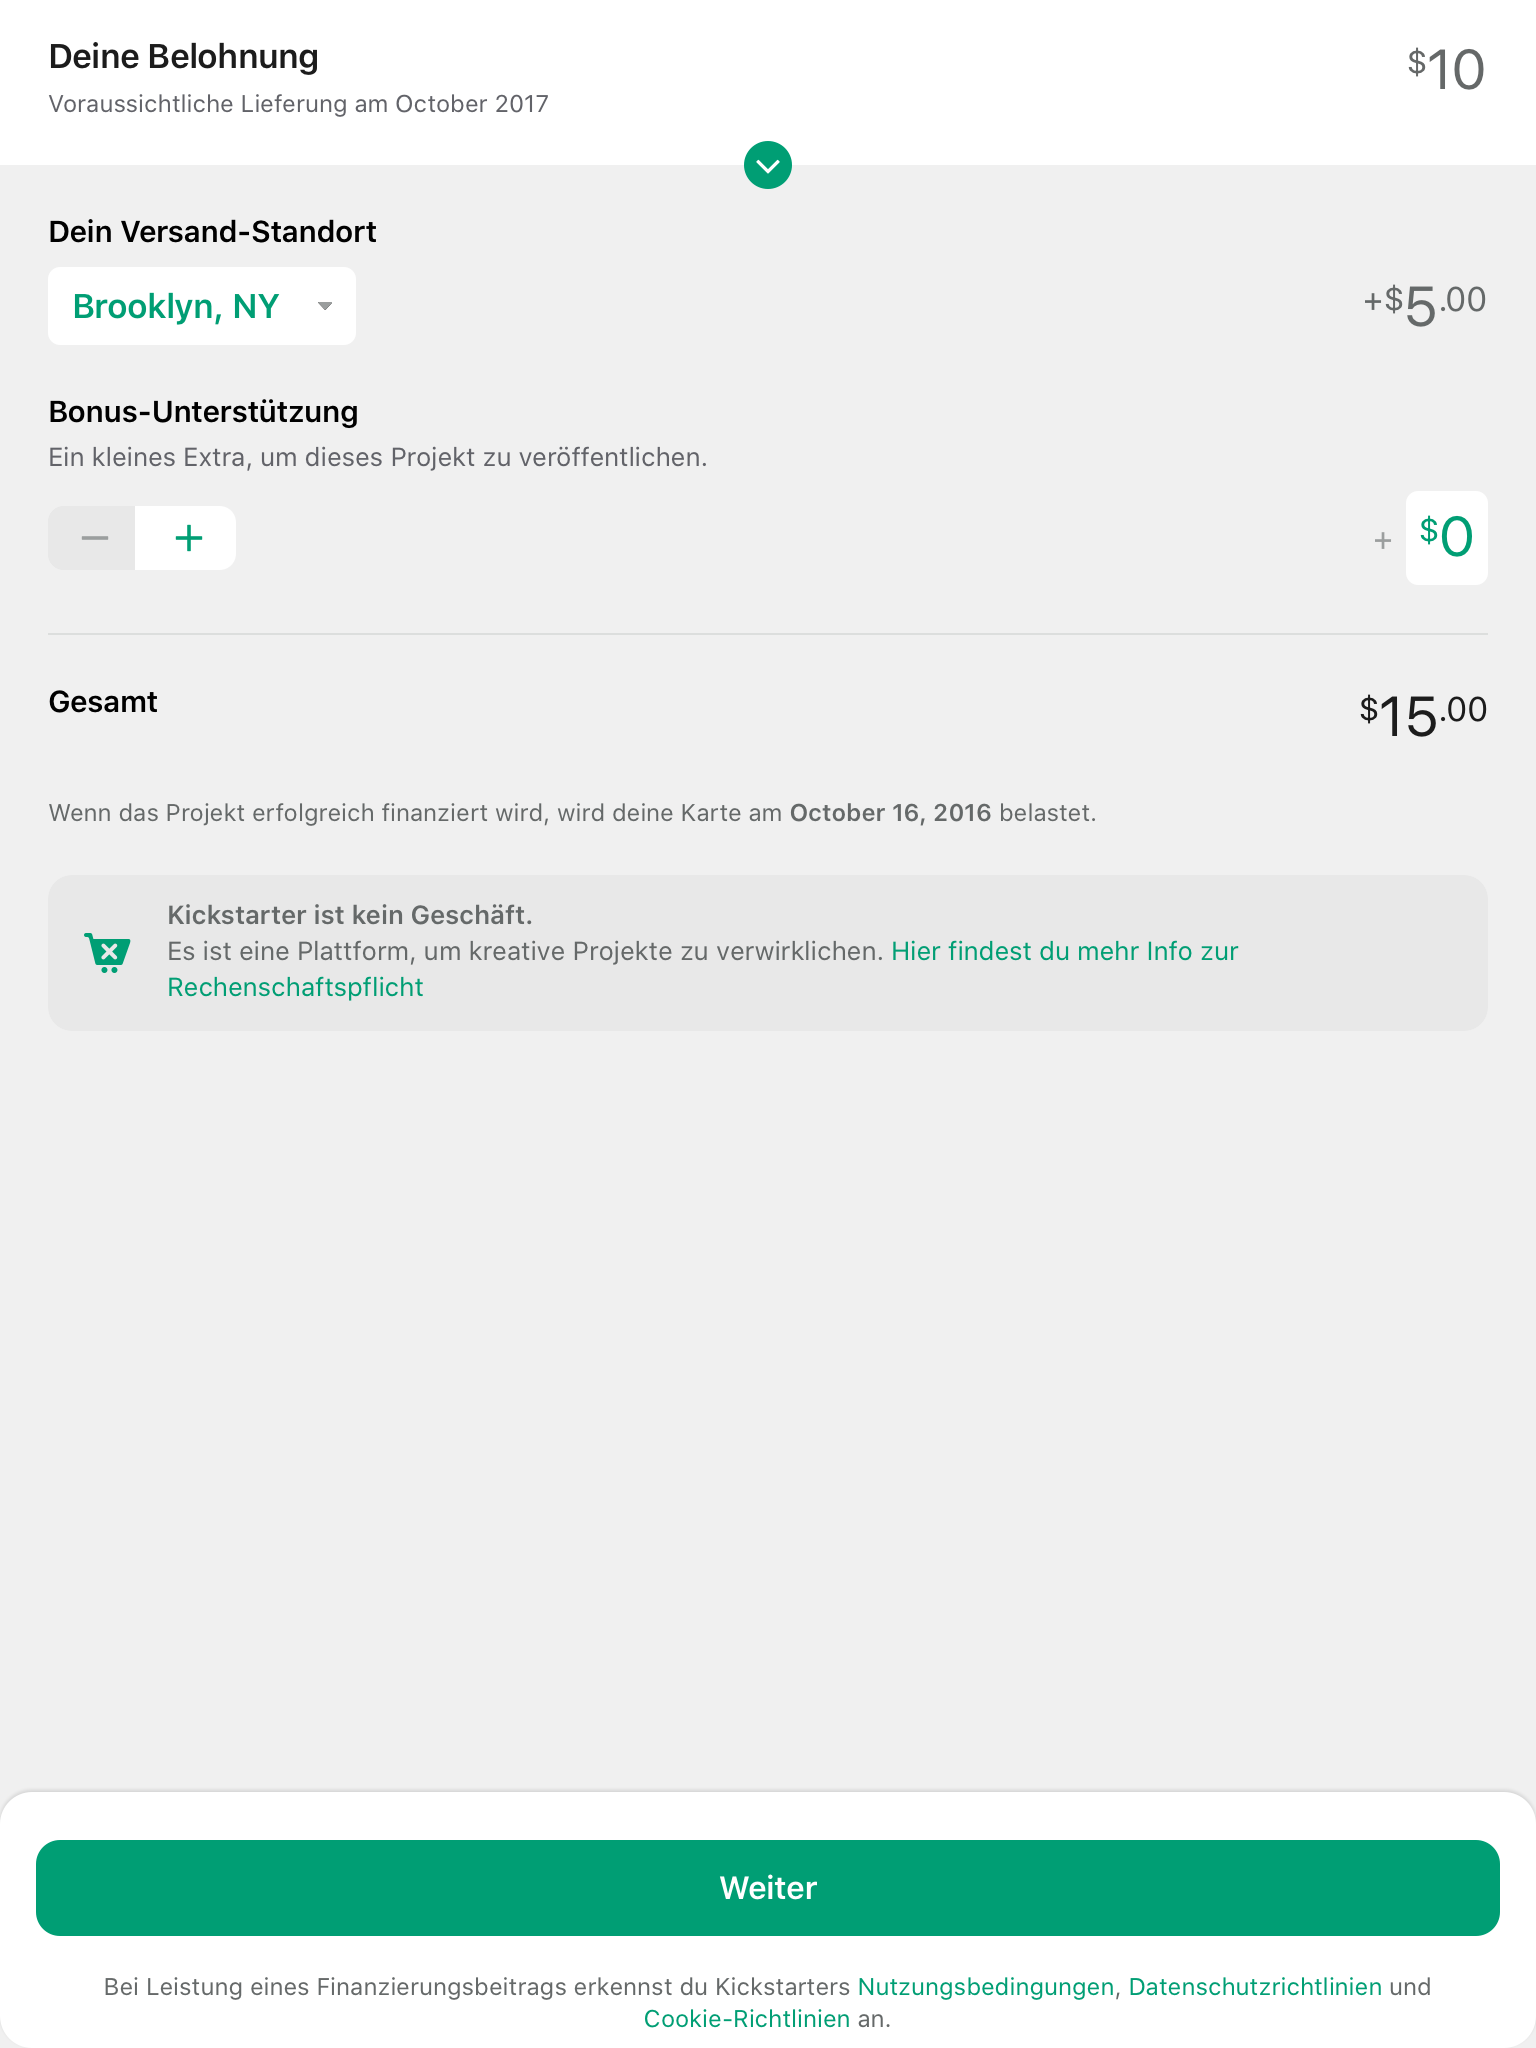 Deine Belohnung
$10
Voraussichtliche Lieferung am October 2017
Dein Versand-Standort
Brooklyn, NY
+$5.00
Bonus-Unterstützung
Ein kleines Extra, um dieses Projekt zu veröffentlichen.
− +
+ $0
Gesamt
$15.00
Wenn das Projekt erfolgreich finanziert wird, wird deine Karte am October 16, 2016 belastet.
Kickstarter ist kein Geschäft.
Es ist eine Plattform, um kreative Projekte zu verwirklichen. Hier findest du mehr Info zur
Rechenschaftspflicht
Weiter
Bei Leistung eines Finanzierungsbeitrags erkennst du Kickstarters Nutzungsbedingungen, Datenschutzrichtlinien und
Cookie-Richtlinien an.